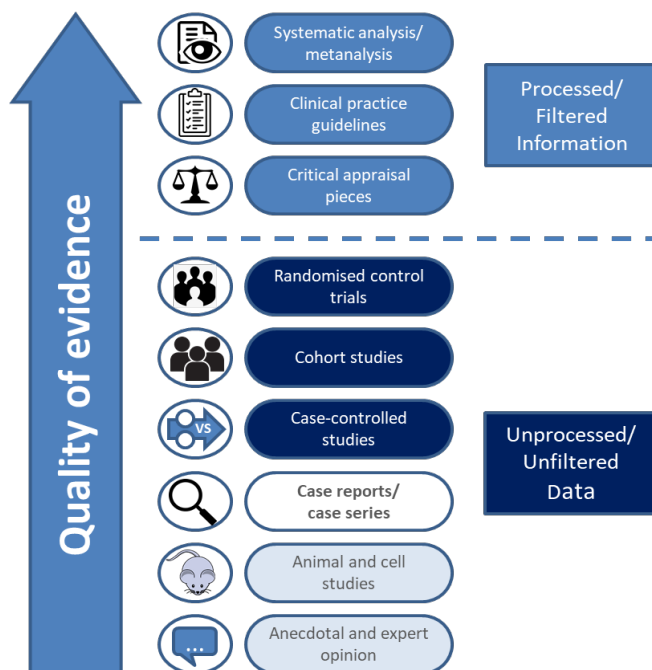 Quality of evidence
Systematic analysis/
metanalysis
Clinical practice
guidelines
Critical appraisal
pieces
Processed/
Filtered
Information
Randomised control
trials
Cohort studies
VS
Case-controlled
studies
Case reports/
case series
Animal and cell
studies
...
Anecdotal and expert
opinion
Unprocessed/
Unfiltered
Data